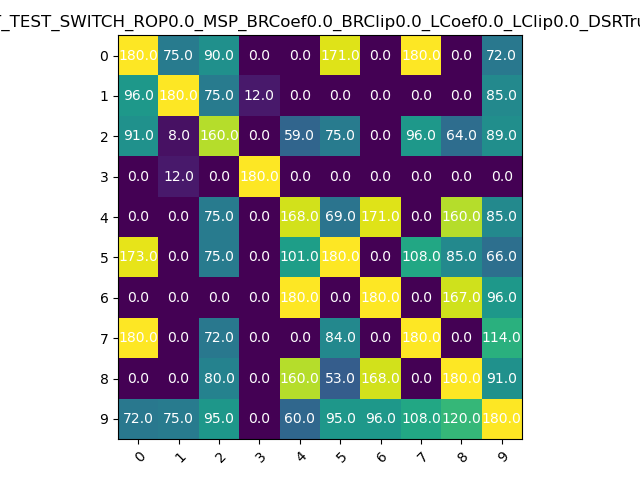 _TEST_SWITCH_ROP0.0_MSP_BRCoef0.0_BRClip0.0_LCoef0.0_LClip0.0_DSRTru
0 180.0 75.0 90.0 0.0 0.0 171.0 0.0 180.0 0.0 72.0
1 96.0 180.0 75.0 12.0 0.0 0.0 0.0 0.0 0.0 85.0
2 91.0 8.0 160.0 0.0 59.0 75.0 0.0 96.0 64.0 89.0
3 0.0 12.0 0.0 180.0 0.0 0.0 0.0 0.0 0.0 0.0
4 0.0 0.0 75.0 0.0 168.0 69.0 171.0 0.0 160.0 85.0
5 173.0 0.0 75.0 0.0 101.0 180.0 0.0 108.0 85.0 66.0
6 0.0 0.0 0.0 0.0 180.0 0.0 180.0 0.0 167.0 96.0
7 180.0 0.0 72.0 0.0 0.0 84.0 0.0 180.0 0.0 114.0
8 0.0 0.0 80.0 0.0 160.0 53.0 168.0 0.0 180.0 91.0
9 72.0 75.0 95.0 0.0 60.0 95.0 96.0 108.0 120.0 180.0
0 1 2 3 4 5 6 7 8 9